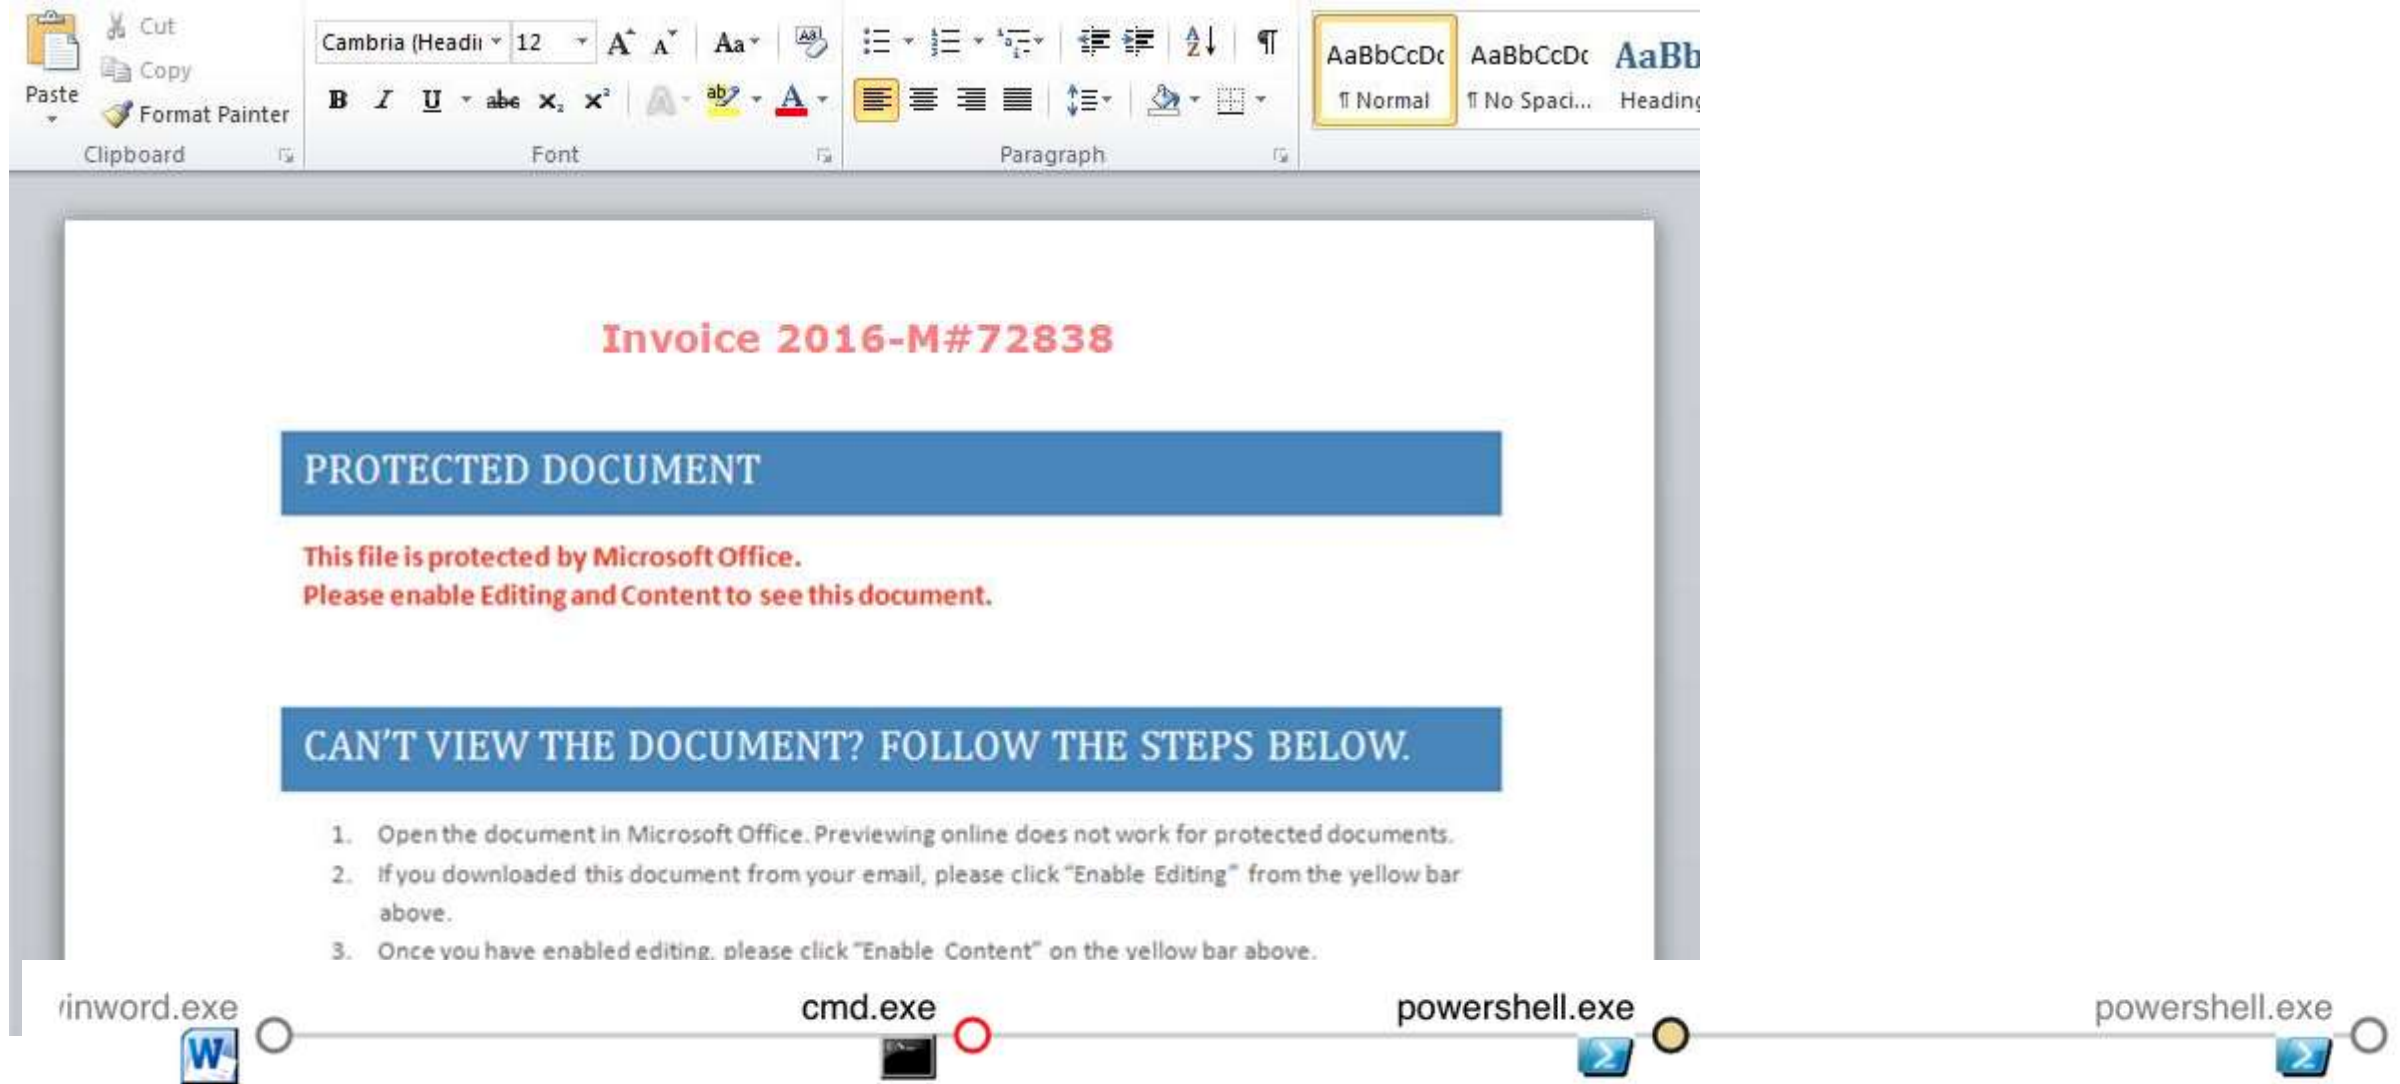 Cut
Copy
Paste
Format Painter
Clipboard
Cambria (Headi 12
Aa
B I U abc x₂ x²
Font
Paragraph
AaBbCcDc AaBbCcDc AaBb
¶ Normal ¶ No Spaci... Heading
Invoice 2016-M#72838
PROTECTED DOCUMENT
This file is protected by Microsoft Office.
Please enable Editing and Content to see this document.
CAN'T VIEW THE DOCUMENT? FOLLOW THE STEPS BELOW.
1. Open the document in Microsoft Office. Previewing online does not work for protected documents.
2. If you downloaded this document from your email, please click “Enable Editing” from the yellow bar
above.
3. Once you have enabled editing, please click “Enable Content” on the yellow bar above.
inword.exe cmd.exe powershell.exe powershell.exe